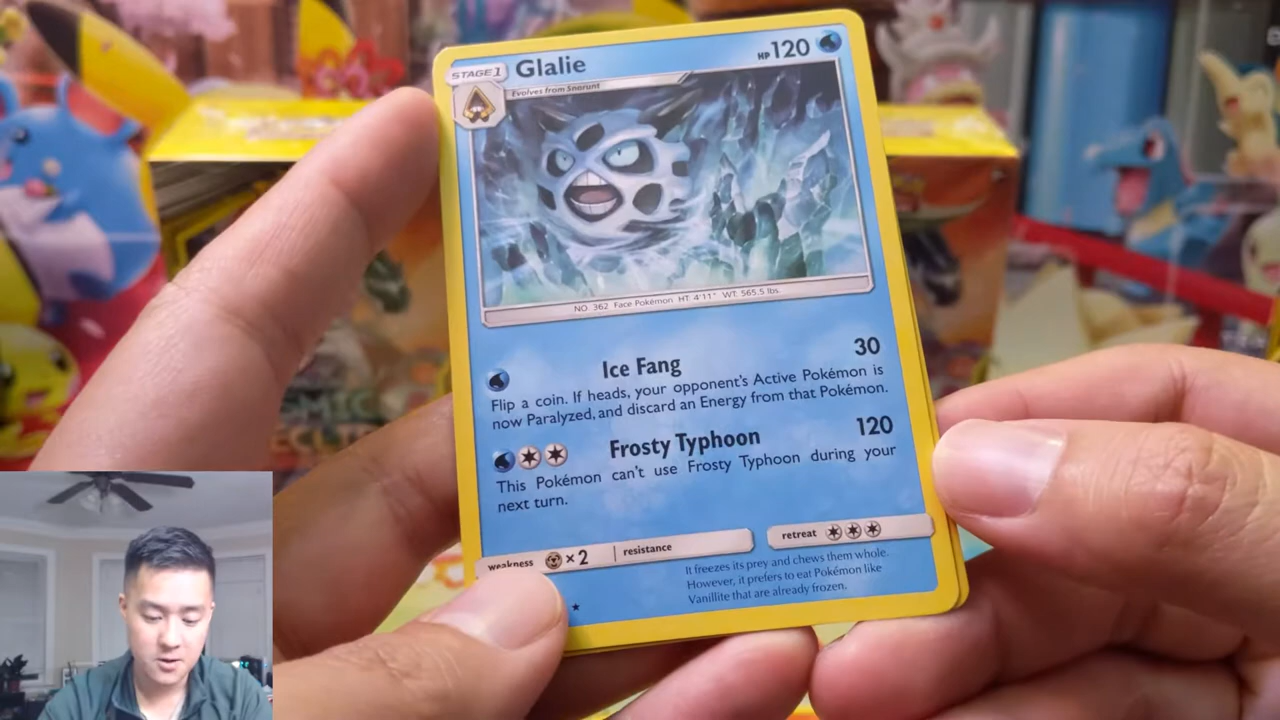 STAGE 1 Glalie HP 120
Evolves from Snorunt
NO. 362 Face Pokémon HT: 4'11" WT: 565.5 lbs.
Ice Fang 30
Flip a coin. If heads, your opponent's Active Pokémon is
now Paralyzed, and discard an Energy from that Pokémon.
Frosty Typhoon 120
This Pokémon can't use Frosty Typhoon during your
next turn.
weakness ×2 resistance retreat
It freezes its prey and chews them whole.
However, it prefers to eat Pokémon like
Vanillite that are already frozen.